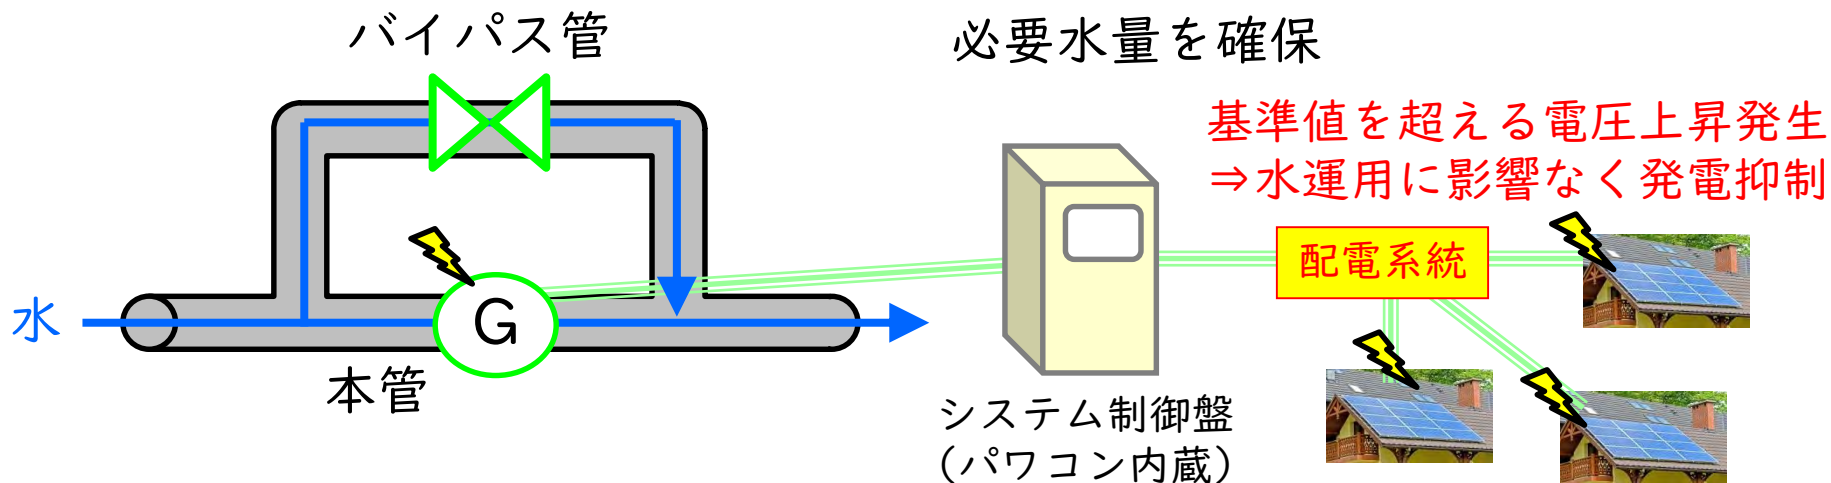 バイパス管
必要水量を確保
基準値を超える電圧上昇発生
⇒水運用に影響なく発電抑制
配電系統
水
G
本管
システム制御盤
(パワコン内蔵)